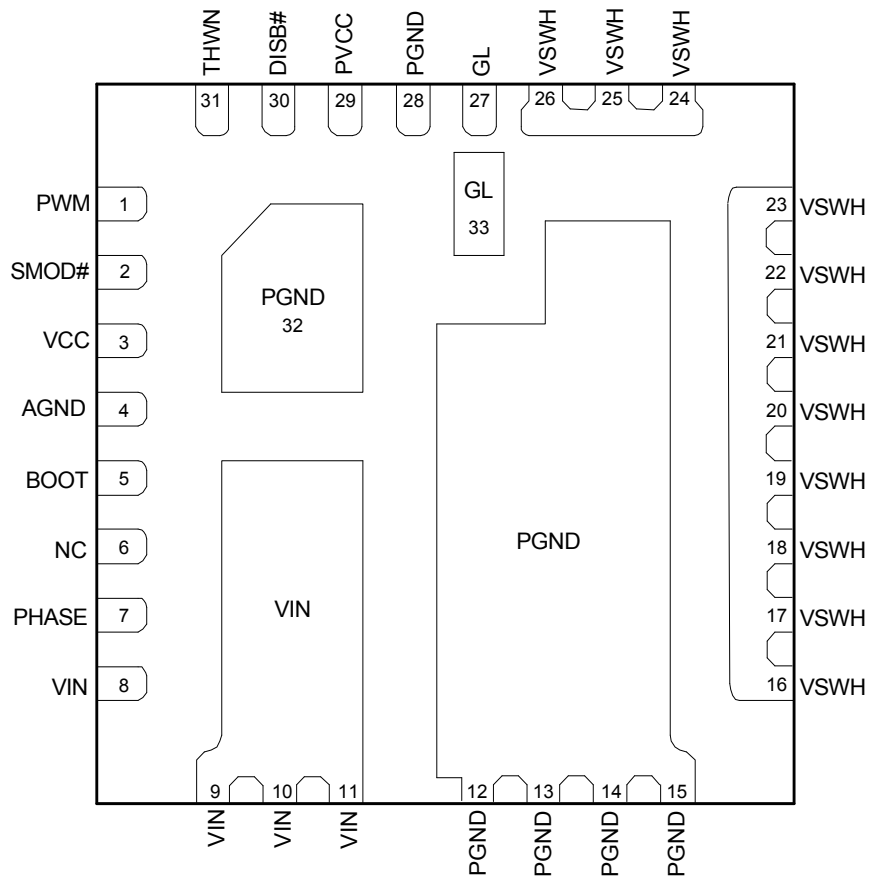 THWN
DISB#
PVCC
PGND
GL
VSWH
VSWH
VSWH
31
30
29
28
27
26
25
24
PWM 1
SMOD# 2
VCC 3
AGND 4
BOOT 5
NC 6
PHASE 7
VIN 8
GL
33
PGND
32
VIN
PGND
23 VSWH
22 VSWH
21 VSWH
20 VSWH
19 VSWH
18 VSWH
17 VSWH
16 VSWH
9
10
11
12
13
14
15
VIN
VIN
VIN
PGND
PGND
PGND
PGND